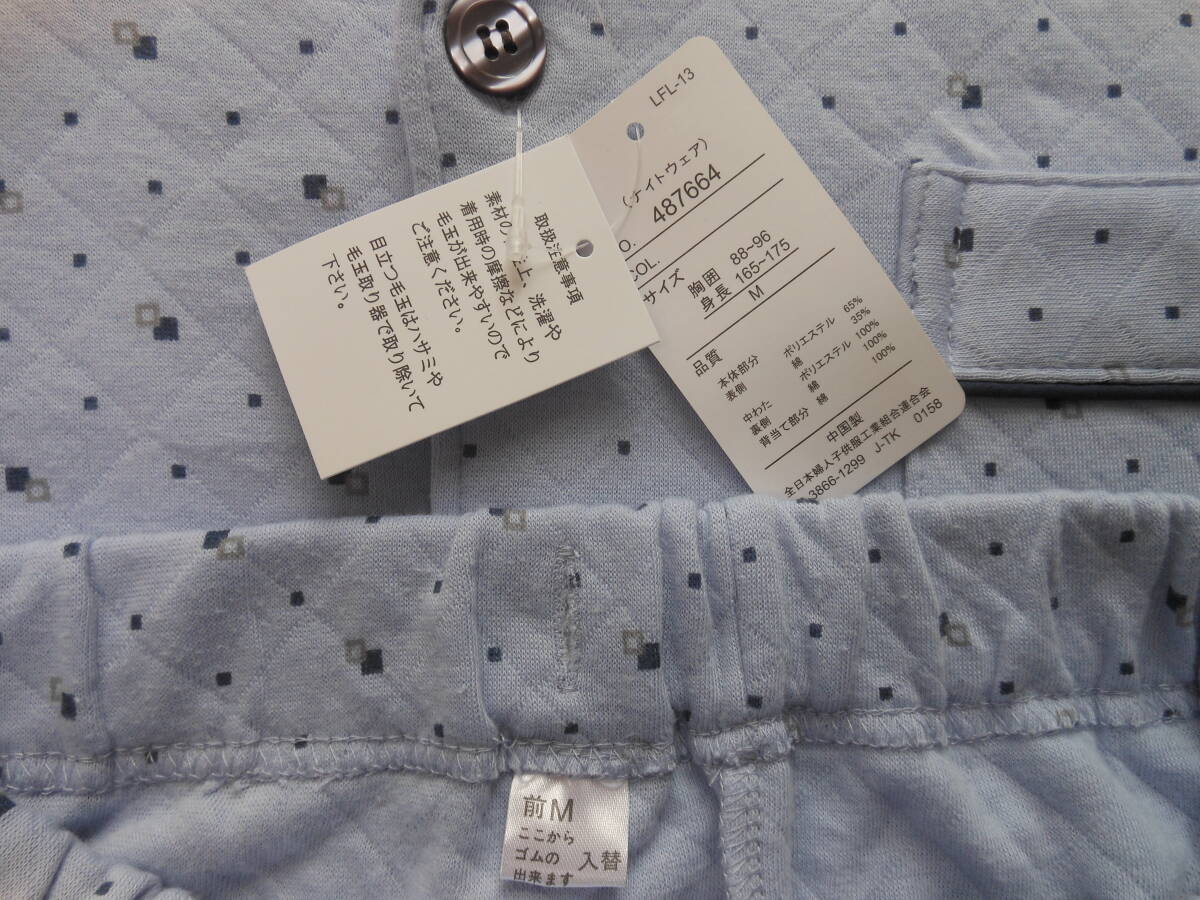 取扱注意事項
素材の 上、洗濯や
着用時の摩擦などにより
毛玉が出来やすいので
ご注意ください。
目立つ毛玉はハサミや
毛玉取り器で取り除いて
下さい。
LFL-13
(ナイトウェア)
NO. 487664
COL.
サイズ
胸囲 88~96
身長 165~175
M
品質
本体部分
表側 ポリエステル 65%
綿 35%
中わた ポリエステル 100%
裏側 綿 100%
背当て部分 綿 100%
中国製
全日本婦人子供服工業組合連合会
3866-1299 J-TK 0158
前M
ここから
ゴムの 入替
出来ます